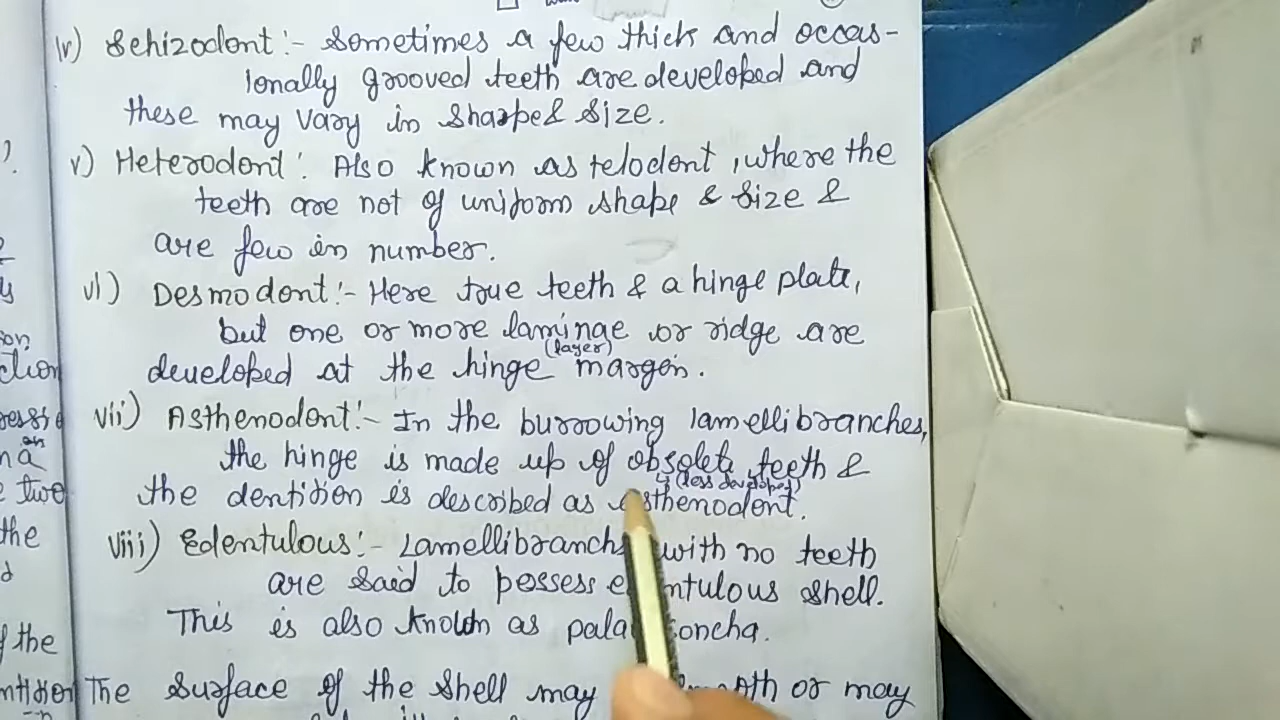 iv) Schizodont:- Sometimes a few thick and occas-
ionally grooved teeth are developed and
these may vary in sharpe & size.
v) Heterodont: Also known as telodont, where the
teeth are not of uniform shape & size &
are few in number.
vi) Desmodont:- Here true teeth & a hinge plate,
but one or more laminae or ridge are
(layer)
developed at the hinge margin.
vii) Asthenodont:- In the burrowing lamellibranches,
the hinge is made up of obsolete teeth &
(less developed)
the dentition is described as esthenodont.
viii) Edentulous:- Lamellibranchs with no teeth
are said to possess edentulous shell.
This is also known as concha.
The surface of the shell may or may